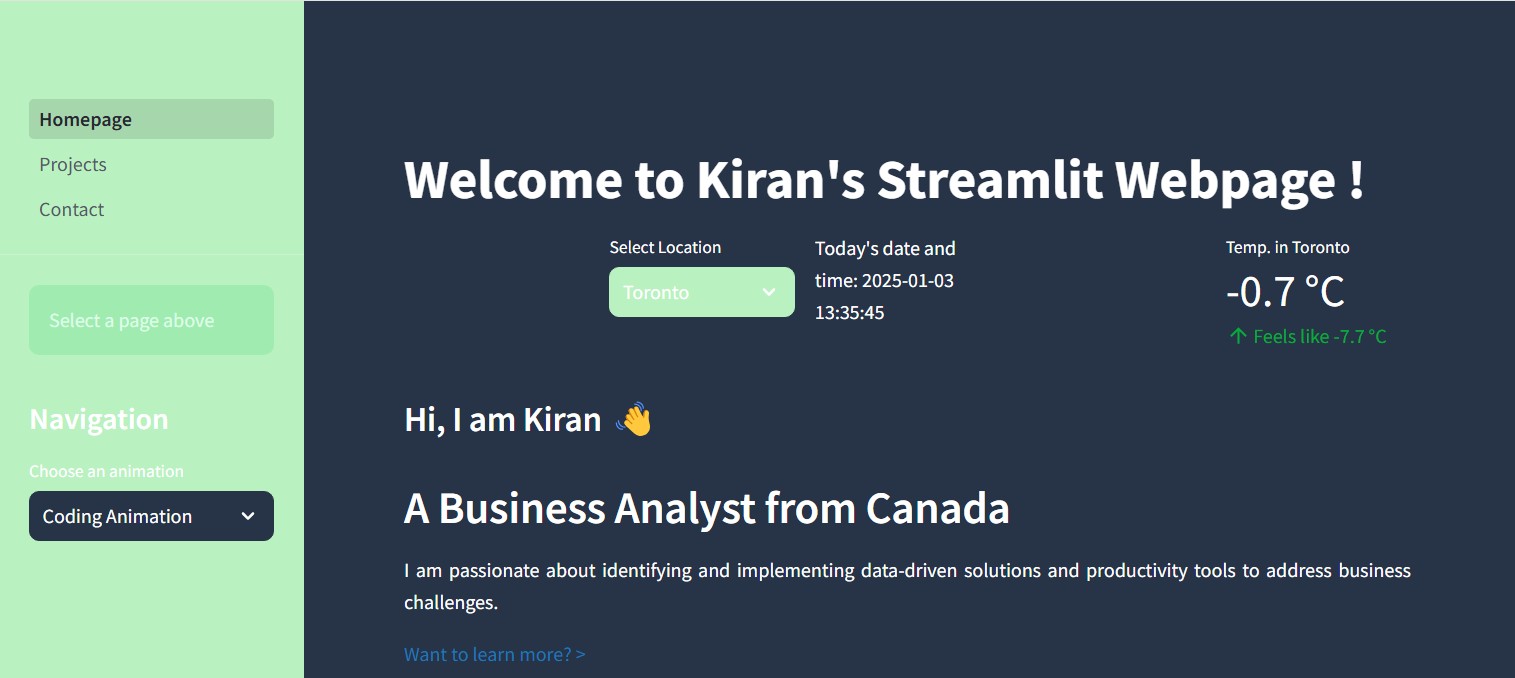 Homepage
Projects
Contact
Select a page above
Navigation
Choose an animation
Coding Animation
Welcome to Kiran's Streamlit Webpage !
Select Location
Toronto
Today's date and
time: 2025-01-03
13:35:45
Temp. in Toronto
-0.7 °C
↑ Feels like -7.7 °C
Hi, I am Kiran 👋
A Business Analyst from Canada
I am passionate about identifying and implementing data-driven solutions and productivity tools to address business
challenges.
Want to learn more? >